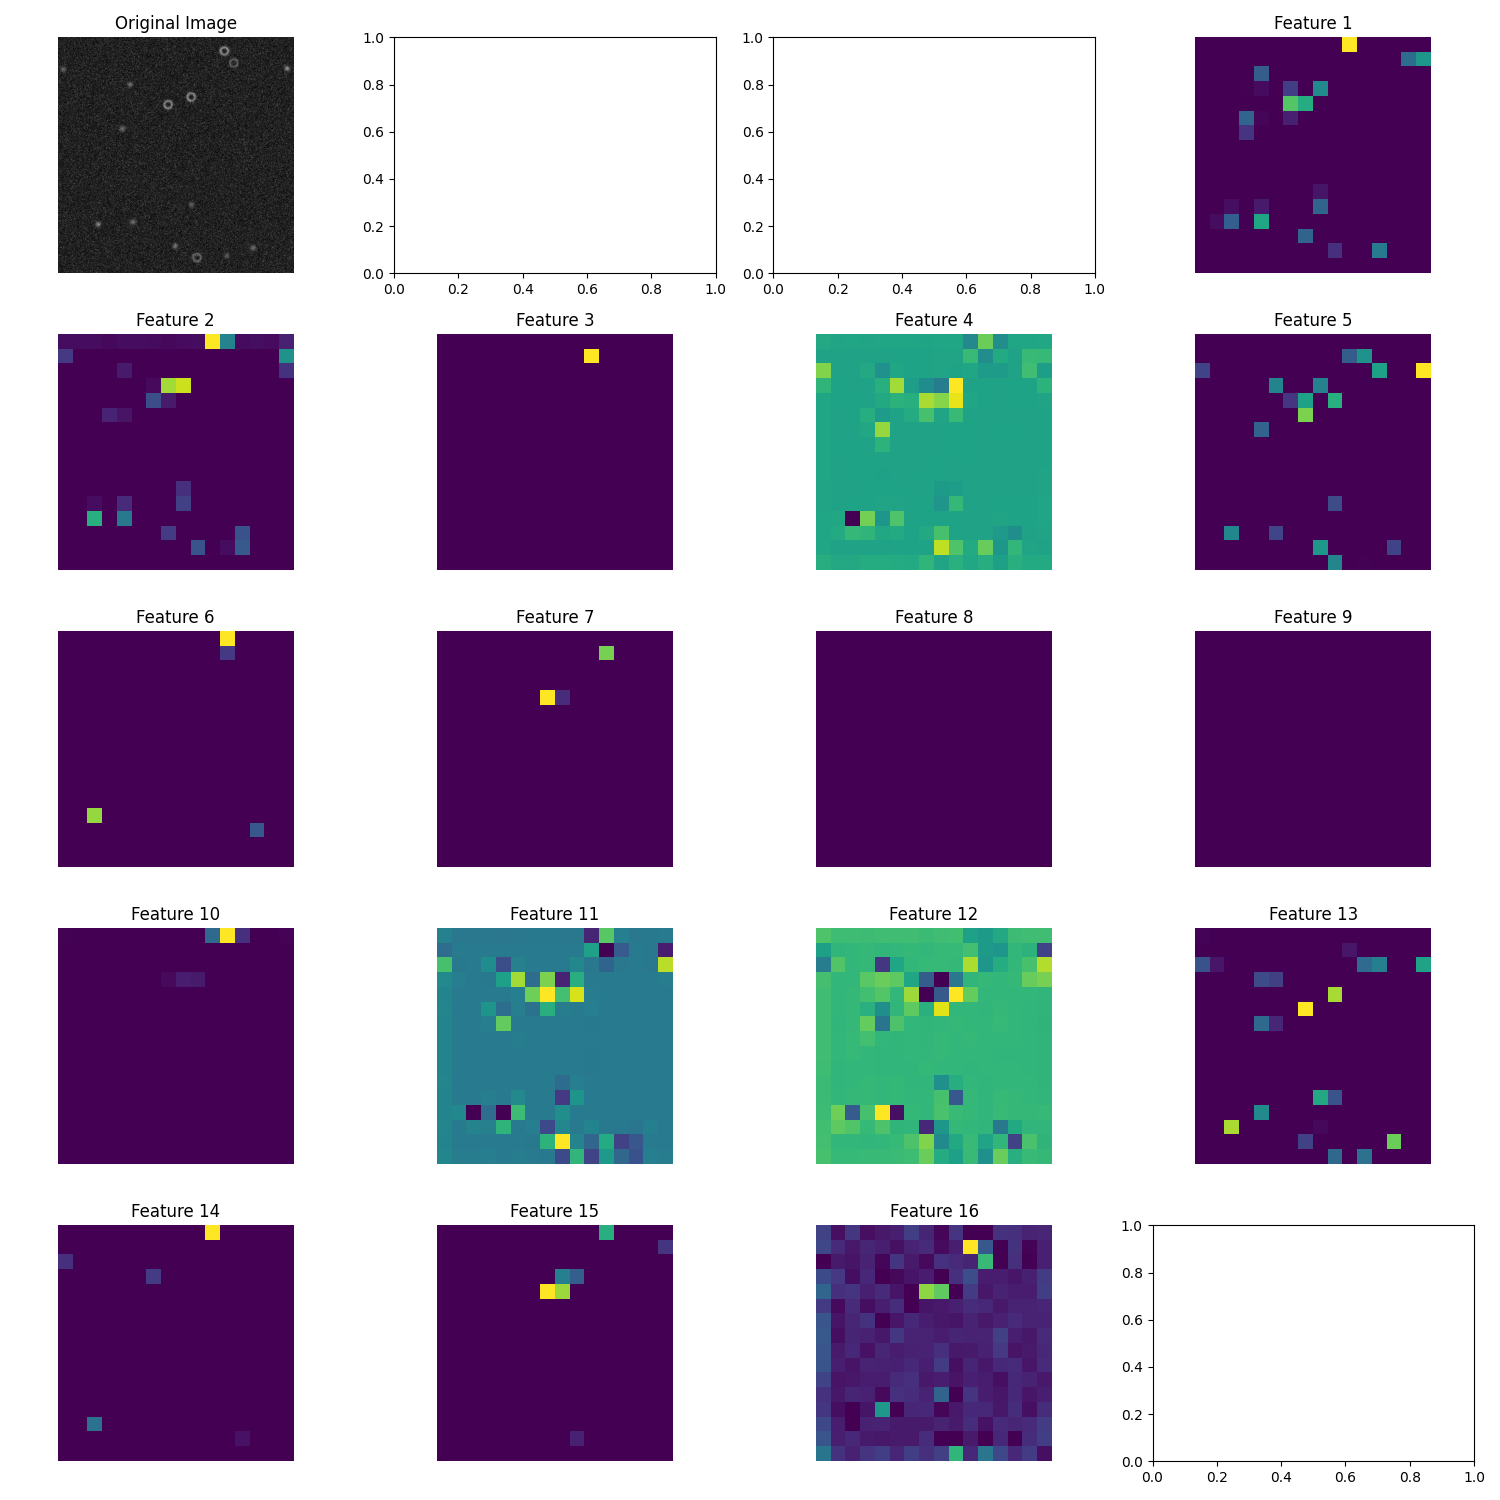 Original Image
1.0
0.8
0.6
0.4
0.2
0.0
0.0 0.2 0.4 0.6 0.8 1.0
1.0
0.8
0.6
0.4
0.2
0.0
0.0 0.2 0.4 0.6 0.8 1.0
Feature 1
Feature 2
Feature 3
Feature 4
Feature 5
Feature 6
Feature 7
Feature 8
Feature 9
Feature 10
Feature 11
Feature 12
Feature 13
Feature 14
Feature 15
Feature 16
1.0
0.8
0.6
0.4
0.2
0.0
0.0 0.2 0.4 0.6 0.8 1.0